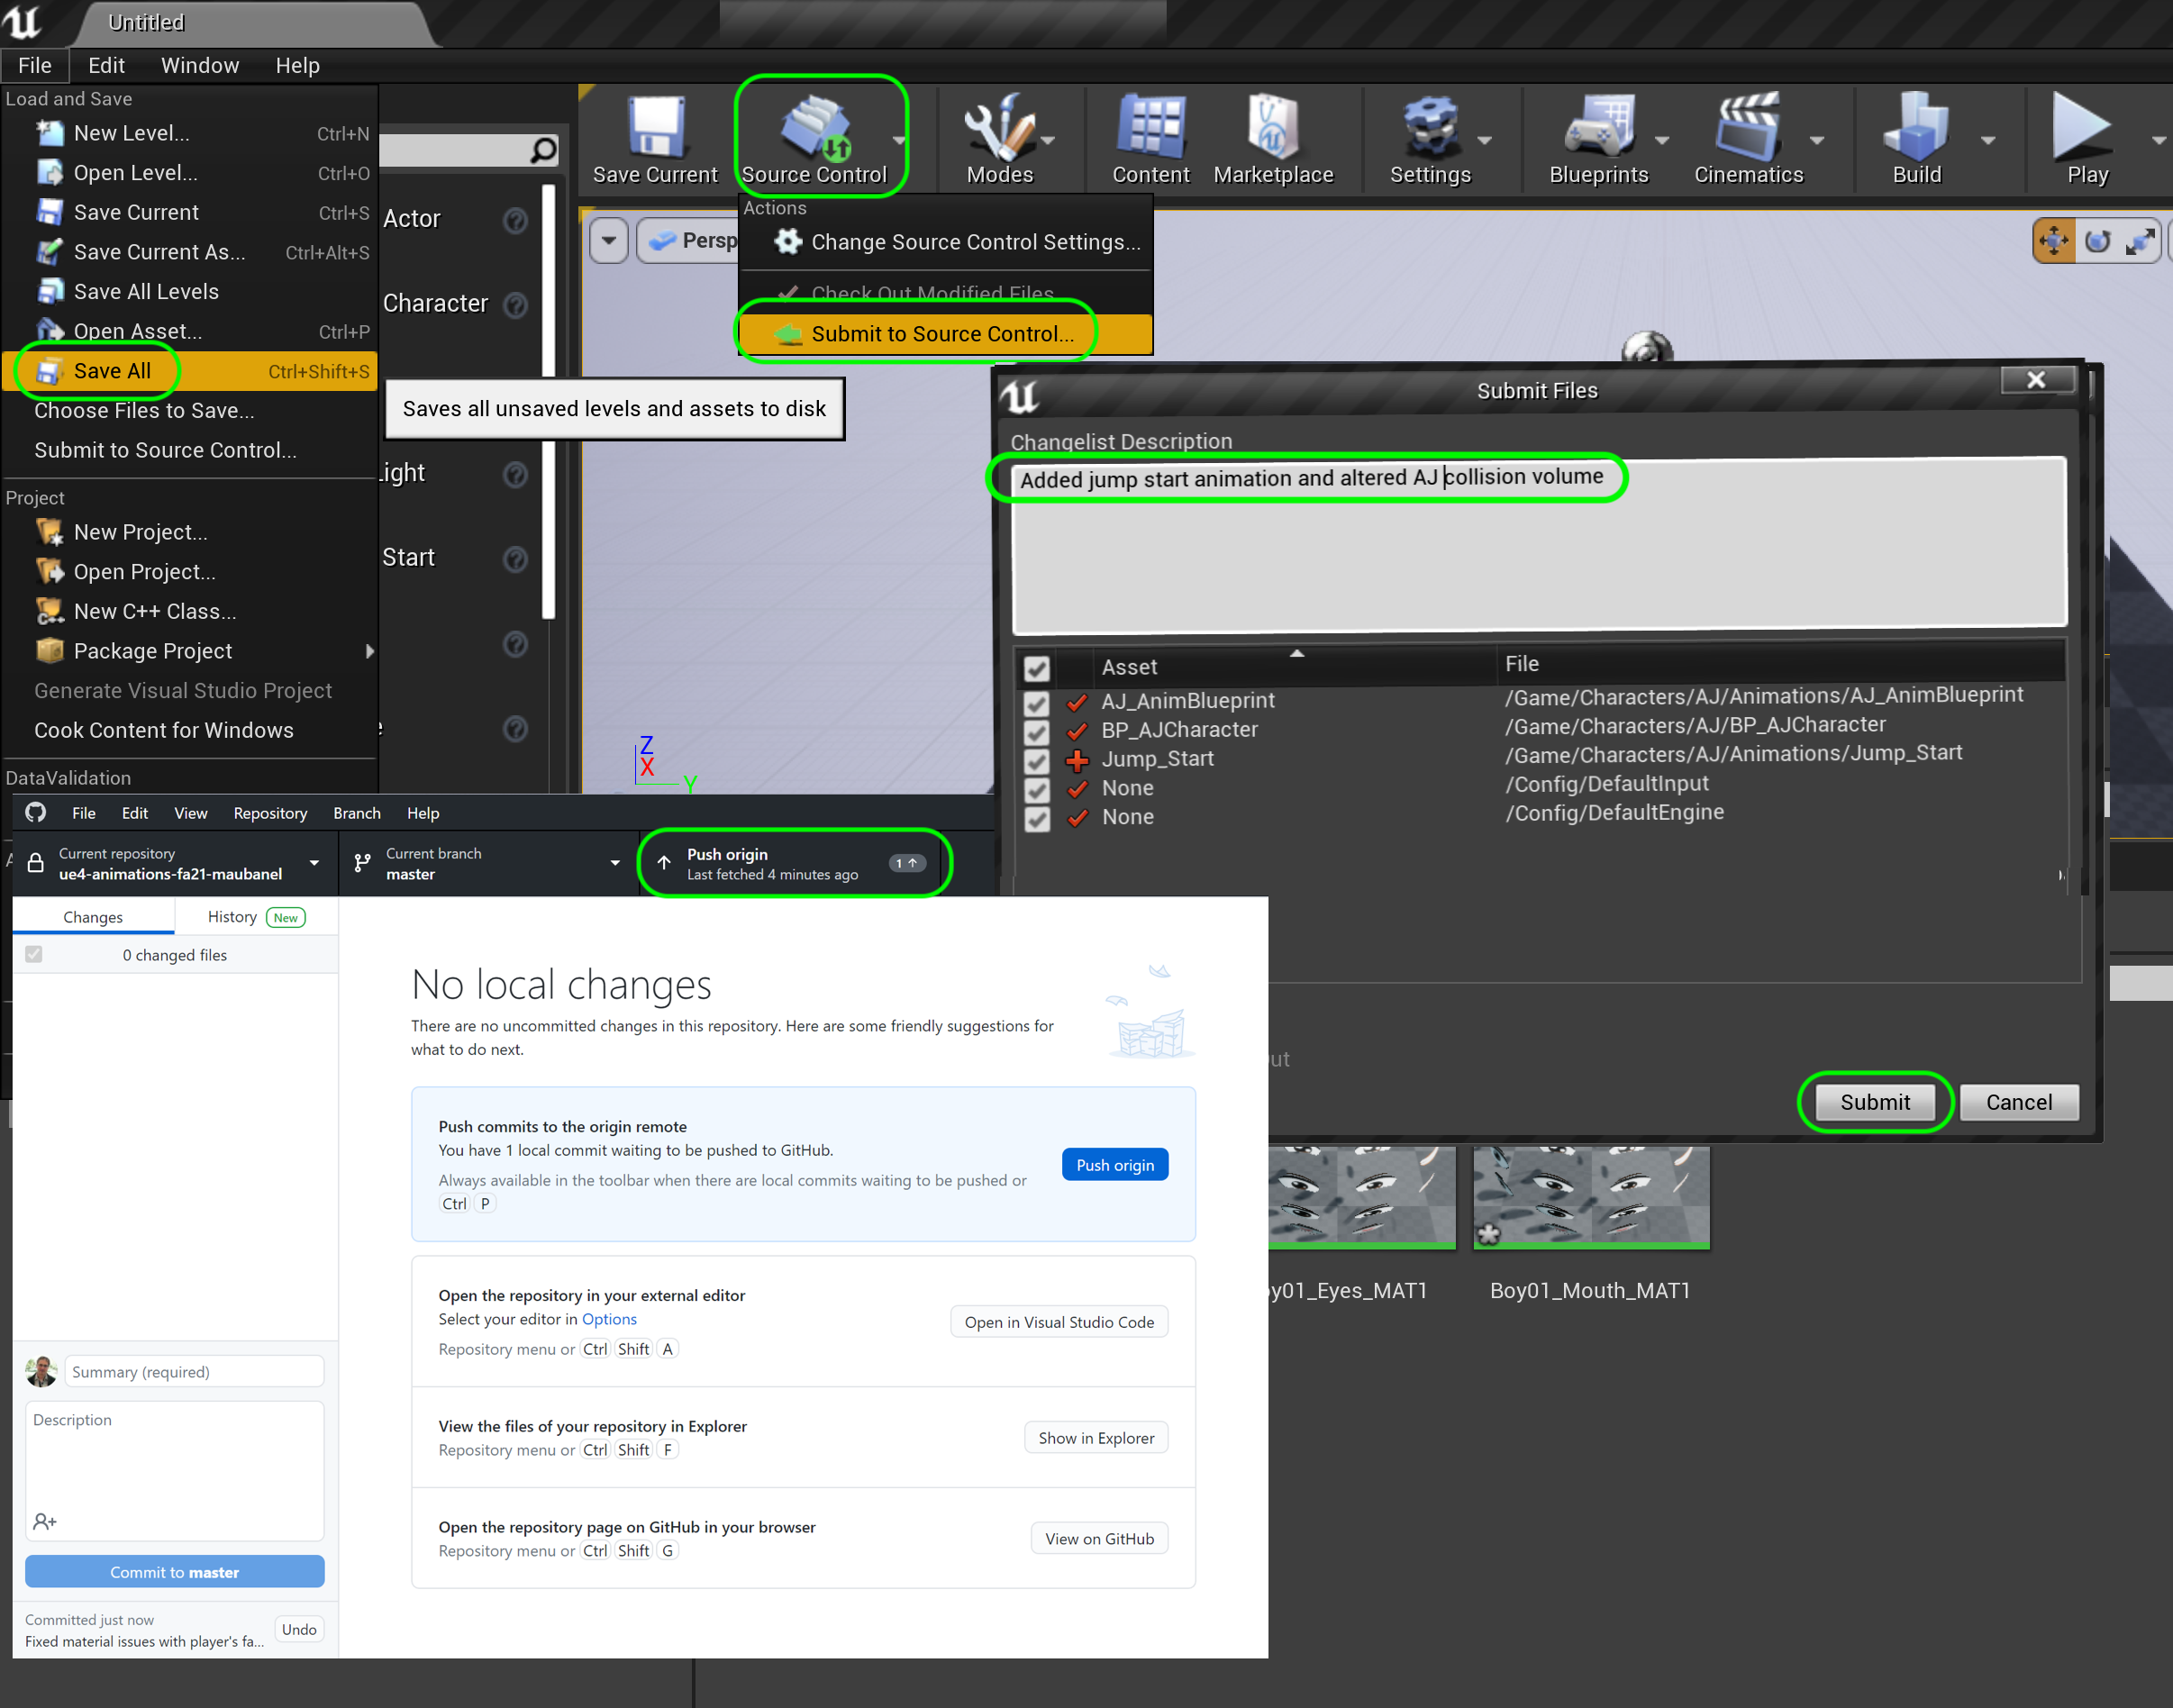 Untitled
File Edit Window Help
Load and Save
New Level... Ctrl+N
Open Level... Ctrl+O
Save Current Ctrl+S
Save Current As... Ctrl+Alt+S
Save All Levels
Open Asset... Ctrl+P
Save All Ctrl+Shift+S
Choose Files to Save...
Submit to Source Control...
Project
New Project...
Open Project...
New C++ Class...
Package Project
Generate Visual Studio Project
Cook Content for Windows
DataValidation
Actor
Character
Light
Start
Saves all unsaved levels and assets to disk
Save Current Source Control Modes Content Marketplace Settings Blueprints Cinematics Build Play
Persp
Actions
Change Source Control Settings...
Check Out Modified Files
Submit to Source Control...
Z
X
Y
Submit Files
Changelist Description
Added jump start animation and altered AJ collision volume
Asset File
AJ_AnimBlueprint /Game/Characters/AJ/Animations/AJ_AnimBlueprint
BP_AJCharacter /Game/Characters/AJ/BP_AJCharacter
Jump_Start /Game/Characters/AJ/Animations/Jump_Start
None /Config/DefaultInput
None /Config/DefaultEngine
Out
Submit Cancel
y01_Eyes_MAT1 Boy01_Mouth_MAT1
File Edit View Repository Branch Help
Current repository
ue4-animations-fa21-maubanel
Current branch
master
Push origin
Last fetched 4 minutes ago
1
Changes History New
0 changed files
No local changes
There are no uncommitted changes in this repository. Here are some friendly suggestions for
what to do next.
Push commits to the origin remote
You have 1 local commit waiting to be pushed to GitHub.
Always available in the toolbar when there are local commits waiting to be pushed or
Ctrl P
Push origin
Open the repository in your external editor
Select your editor in Options
Repository menu or Ctrl Shift A
Open in Visual Studio Code
View the files of your repository in Explorer
Repository menu or Ctrl Shift F
Show in Explorer
Open the repository page on GitHub in your browser
Repository menu or Ctrl Shift G
View on GitHub
Summary (required)
Description
Commit to master
Committed just now
Fixed material issues with player's fa...
Undo